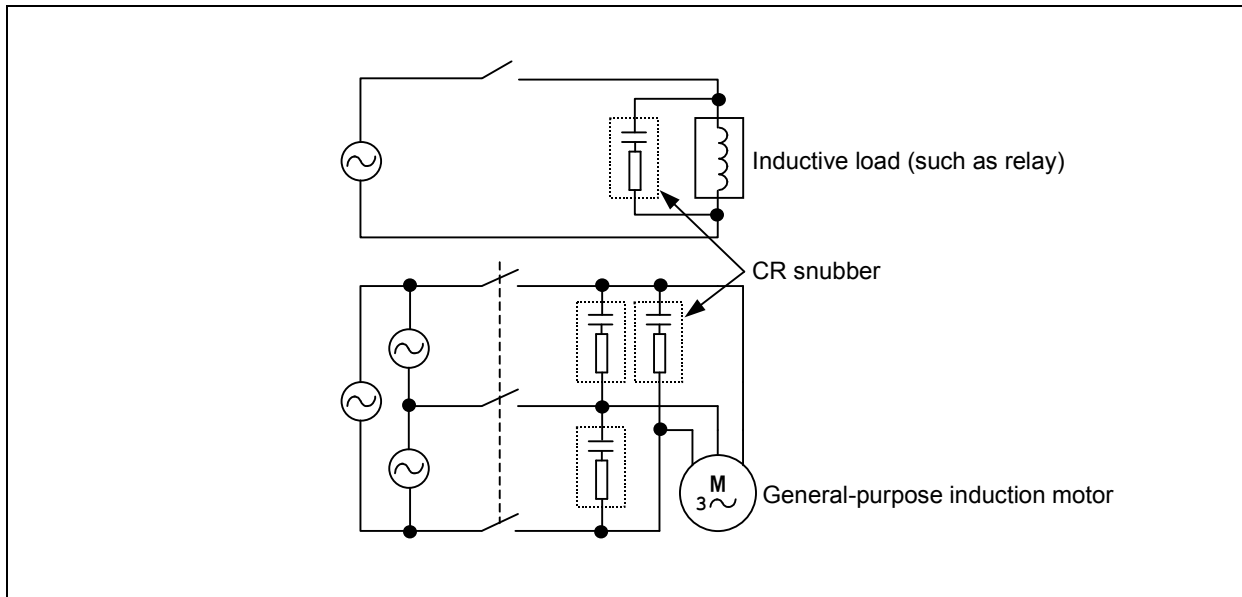 Inductive load (such as relay)
CR snubber
M
3
General-purpose induction motor